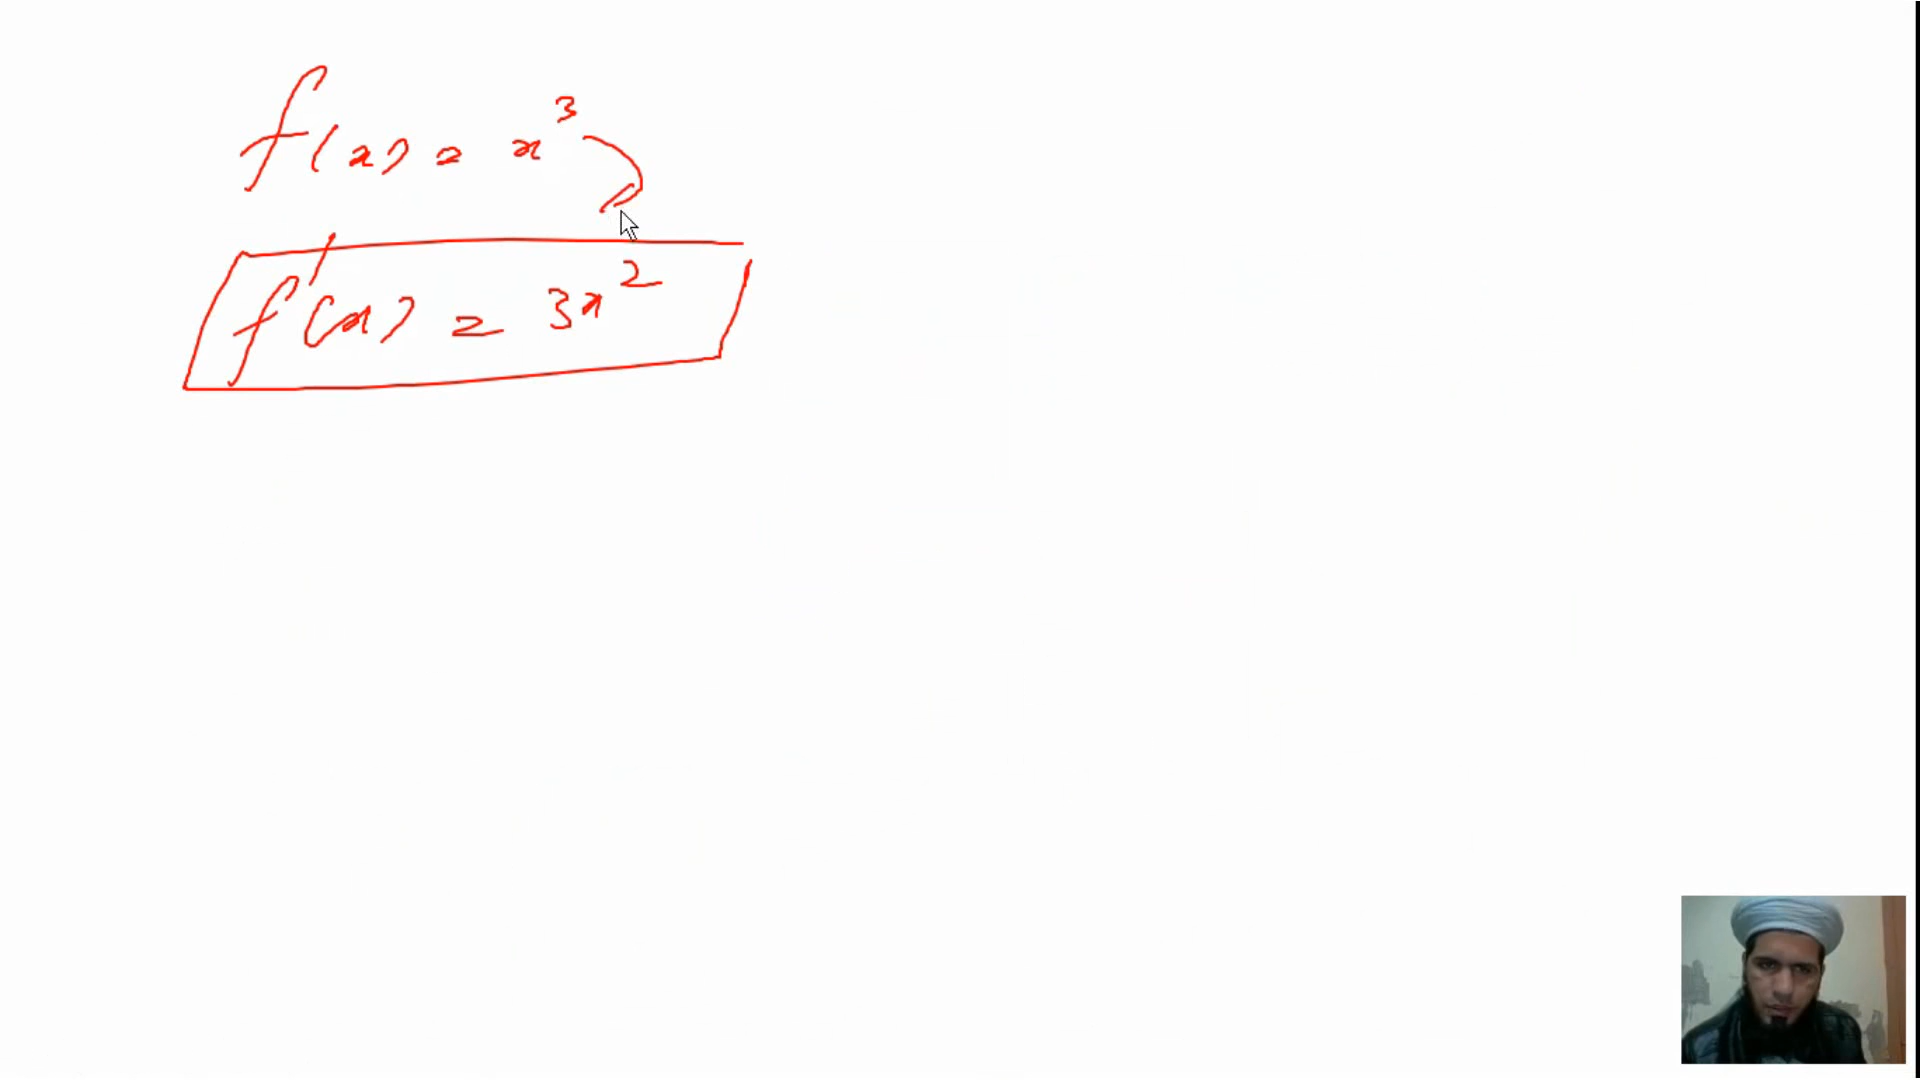 f(x) = x³
f'(x) = 3x²